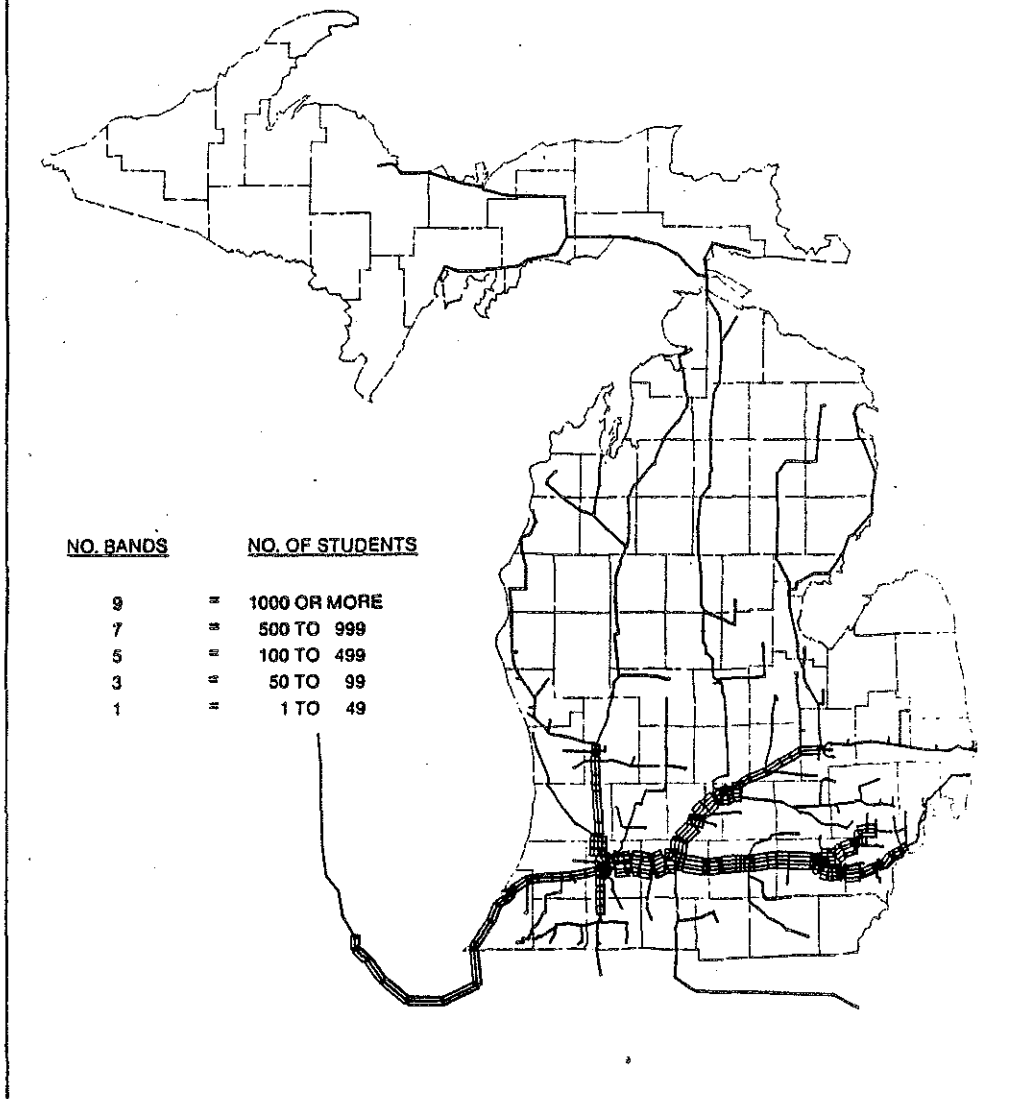 NO. BANDS NO. OF STUDENTS
9 = 1000 OR MORE
7 = 500 TO 999
5 = 100 TO 499
3 = 50 TO 99
1 = 1 TO 49